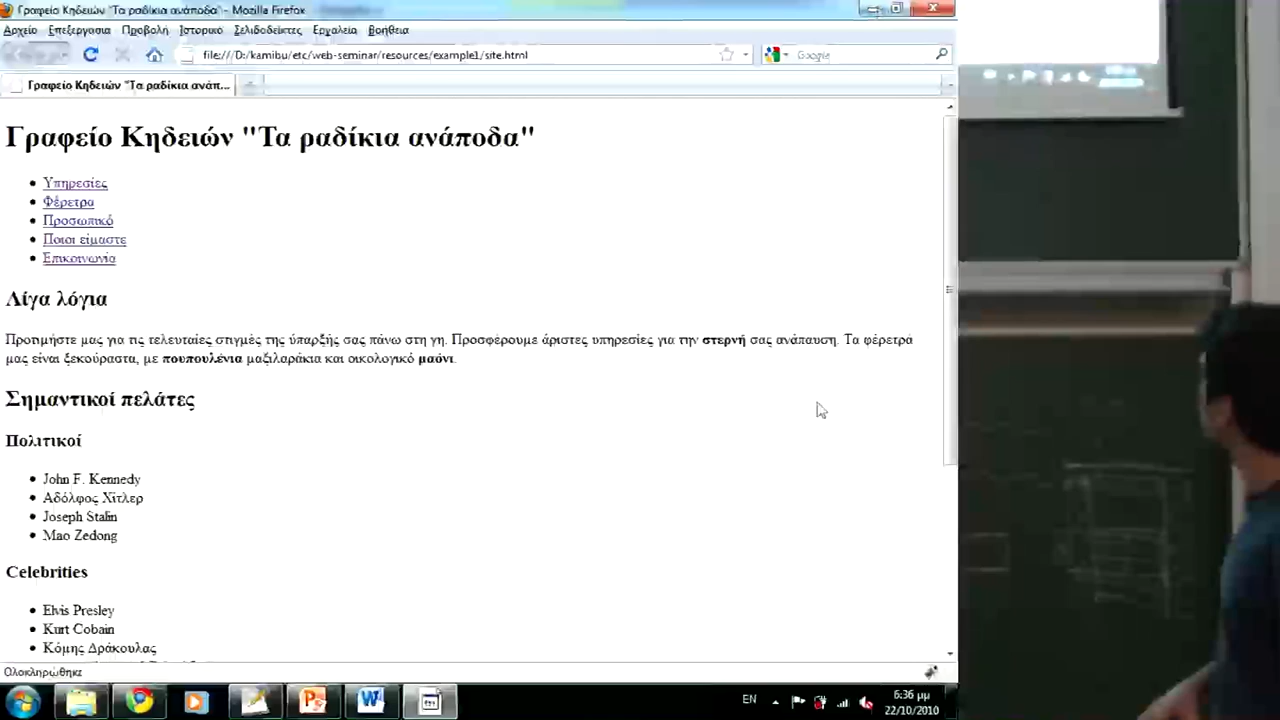 Γραφείο Κηδειών "Τα ραδίκια ανάποδα" - Mozilla Firefox
Αρχείο Επεξεργασία Προβολή Ιστορικό Σελιδοδείκτες Εργαλεία Βοήθεια
file:///D:/kamibu/etc/web-seminar/resources/example1/site.html
Google
Γραφείο Κηδειών "Τα ραδίκια ανάπ...
Γραφείο Κηδειών "Τα ραδίκια ανάποδα"
Υπηρεσίες
Φέρετρα
Προσωπικό
Ποιοι είμαστε
Επικοινωνία
Λίγα λόγια
Προτιμήστε μας για τις τελευταίες στιγμές της ύπαρξής σας πάνω στη γη. Προσφέρουμε άριστες υπηρεσίες για την στερνή σας ανάπαυση. Τα φέρετρά
μας είναι ξεκούραστα, με πουπουλένια μαξιλαράκια και οικολογικό μαόνι.
Σημαντικοί πελάτες
Πολιτικοί
John F. Kennedy
Αδόλφος Χίτλερ
Joseph Stalin
Mao Zedong
Celebrities
Elvis Presley
Kurt Cobain
Κόμης Δράκουλας
Ολοκληρώθηκε
EN
6:36 μμ
22/10/2010